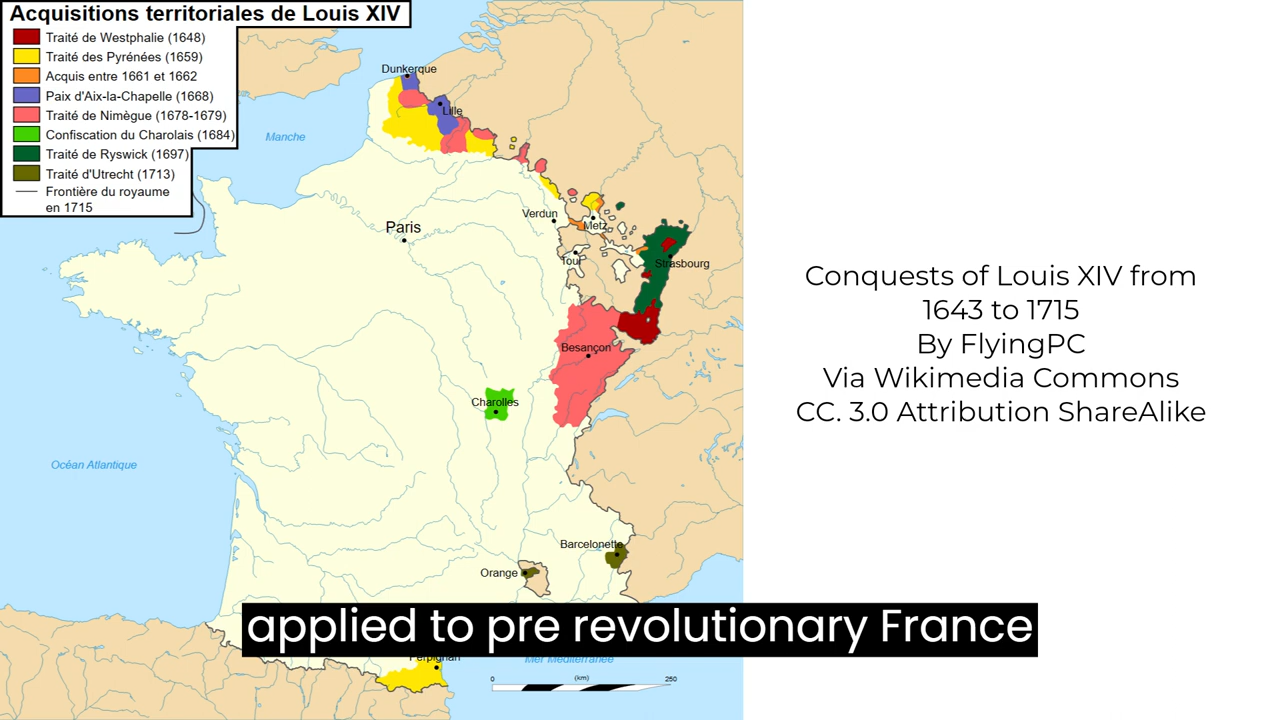 Acquisitions territoriales de Louis XIV
Traité de Westphalie (1648)
Traité des Pyrénées (1659)
Acquis entre 1661 et 1662
Paix d'Aix-la-Chapelle (1668)
Traité de Nimègue (1678-1679)
Confiscation du Charolais (1684)
Traité de Ryswick (1697)
Traité d'Utrecht (1713)
Frontière du royaume
en 1715
Dunkerque
Lille
Manche
Verdun
Metz
Paris
Toul
Strasbourg
Besançon
Charolles
Océan Atlantique
Barcelonette
Orange
Perpignan
Mer Méditerranée
0 (km) 250
Conquests of Louis XIV from
1643 to 1715
By FlyingPC
Via Wikimedia Commons
CC. 3.0 Attribution ShareAlike
applied to pre revolutionary France